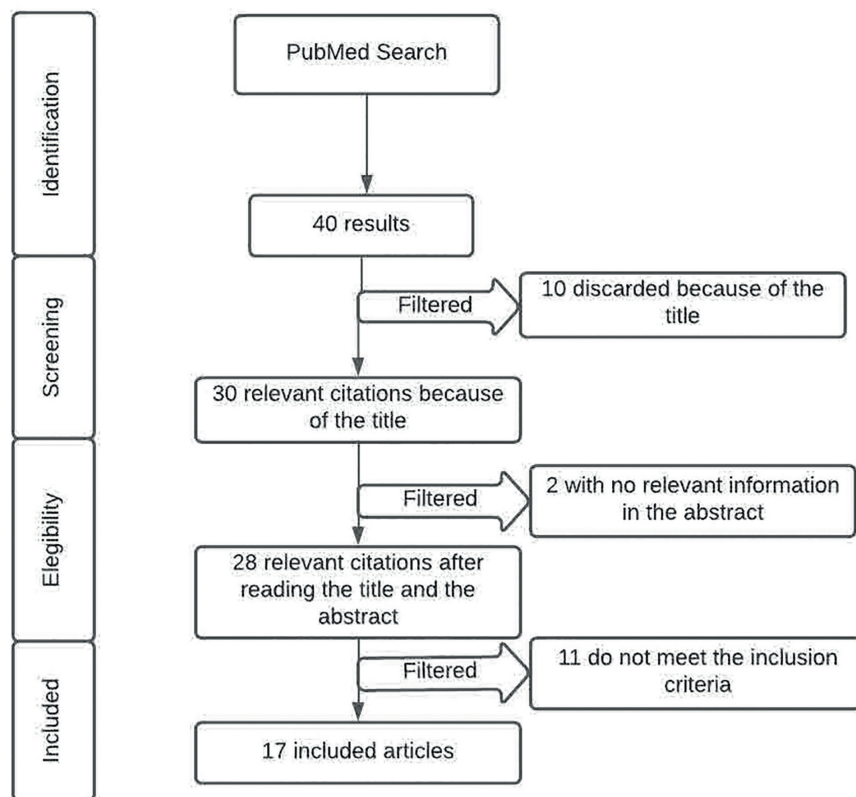 Identification
PubMed Search
40 results
Screening
Filtered
10 discarded because of the
title
30 relevant citations because
of the title
Elegibility
Filtered
2 with no relevant information
in the abstract
28 relevant citations after
reading the title and the
abstract
Included
Filtered
11 do not meet the inclusion
criteria
17 included articles